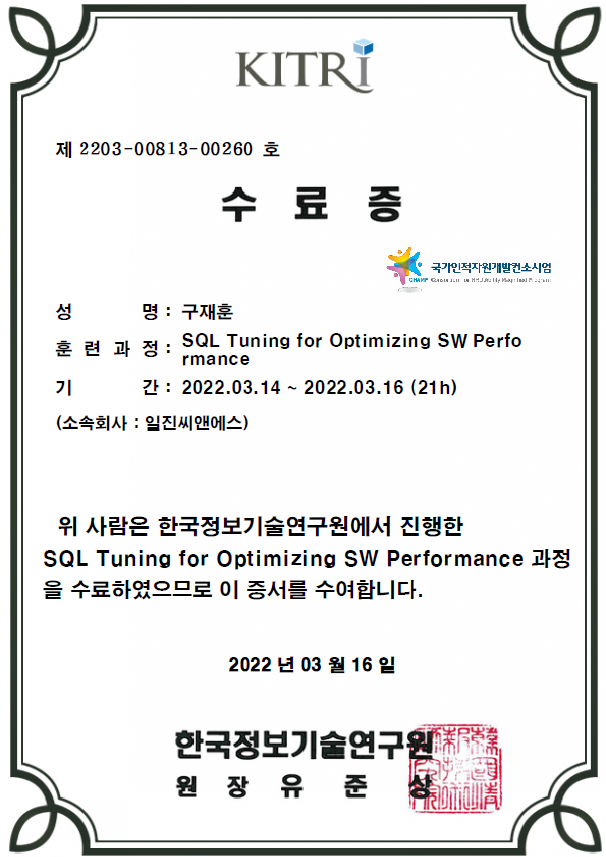 KITRI
제 2203-00813-00260 호
수 료 증
국가인적자원개발컨소시엄
CHAMP
성 명 : 구재훈
훈 련 과 정 : SQL Tuning for Optimizing SW Perfo
rmance
기 간 : 2022.03.14 ~ 2022.03.16 (21h)
(소속회사 : 일진씨앤에스)
위 사람은 한국정보기술연구원에서 진행한
SQL Tuning for Optimizing SW Performance 과정
을 수료하였으므로 이 증서를 수여합니다.
2022 년 03 월 16 일
한국정보기술연구원
원 장 유 준 상